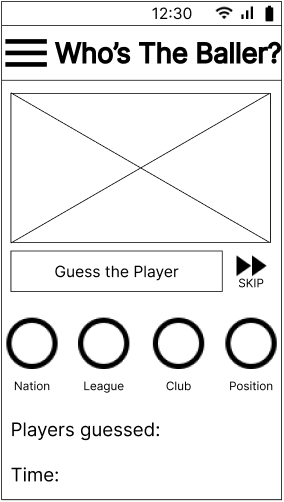 12:30
Who's The Baller?
Guess the Player
SKIP
Nation League Club Position
Players guessed:
Time: